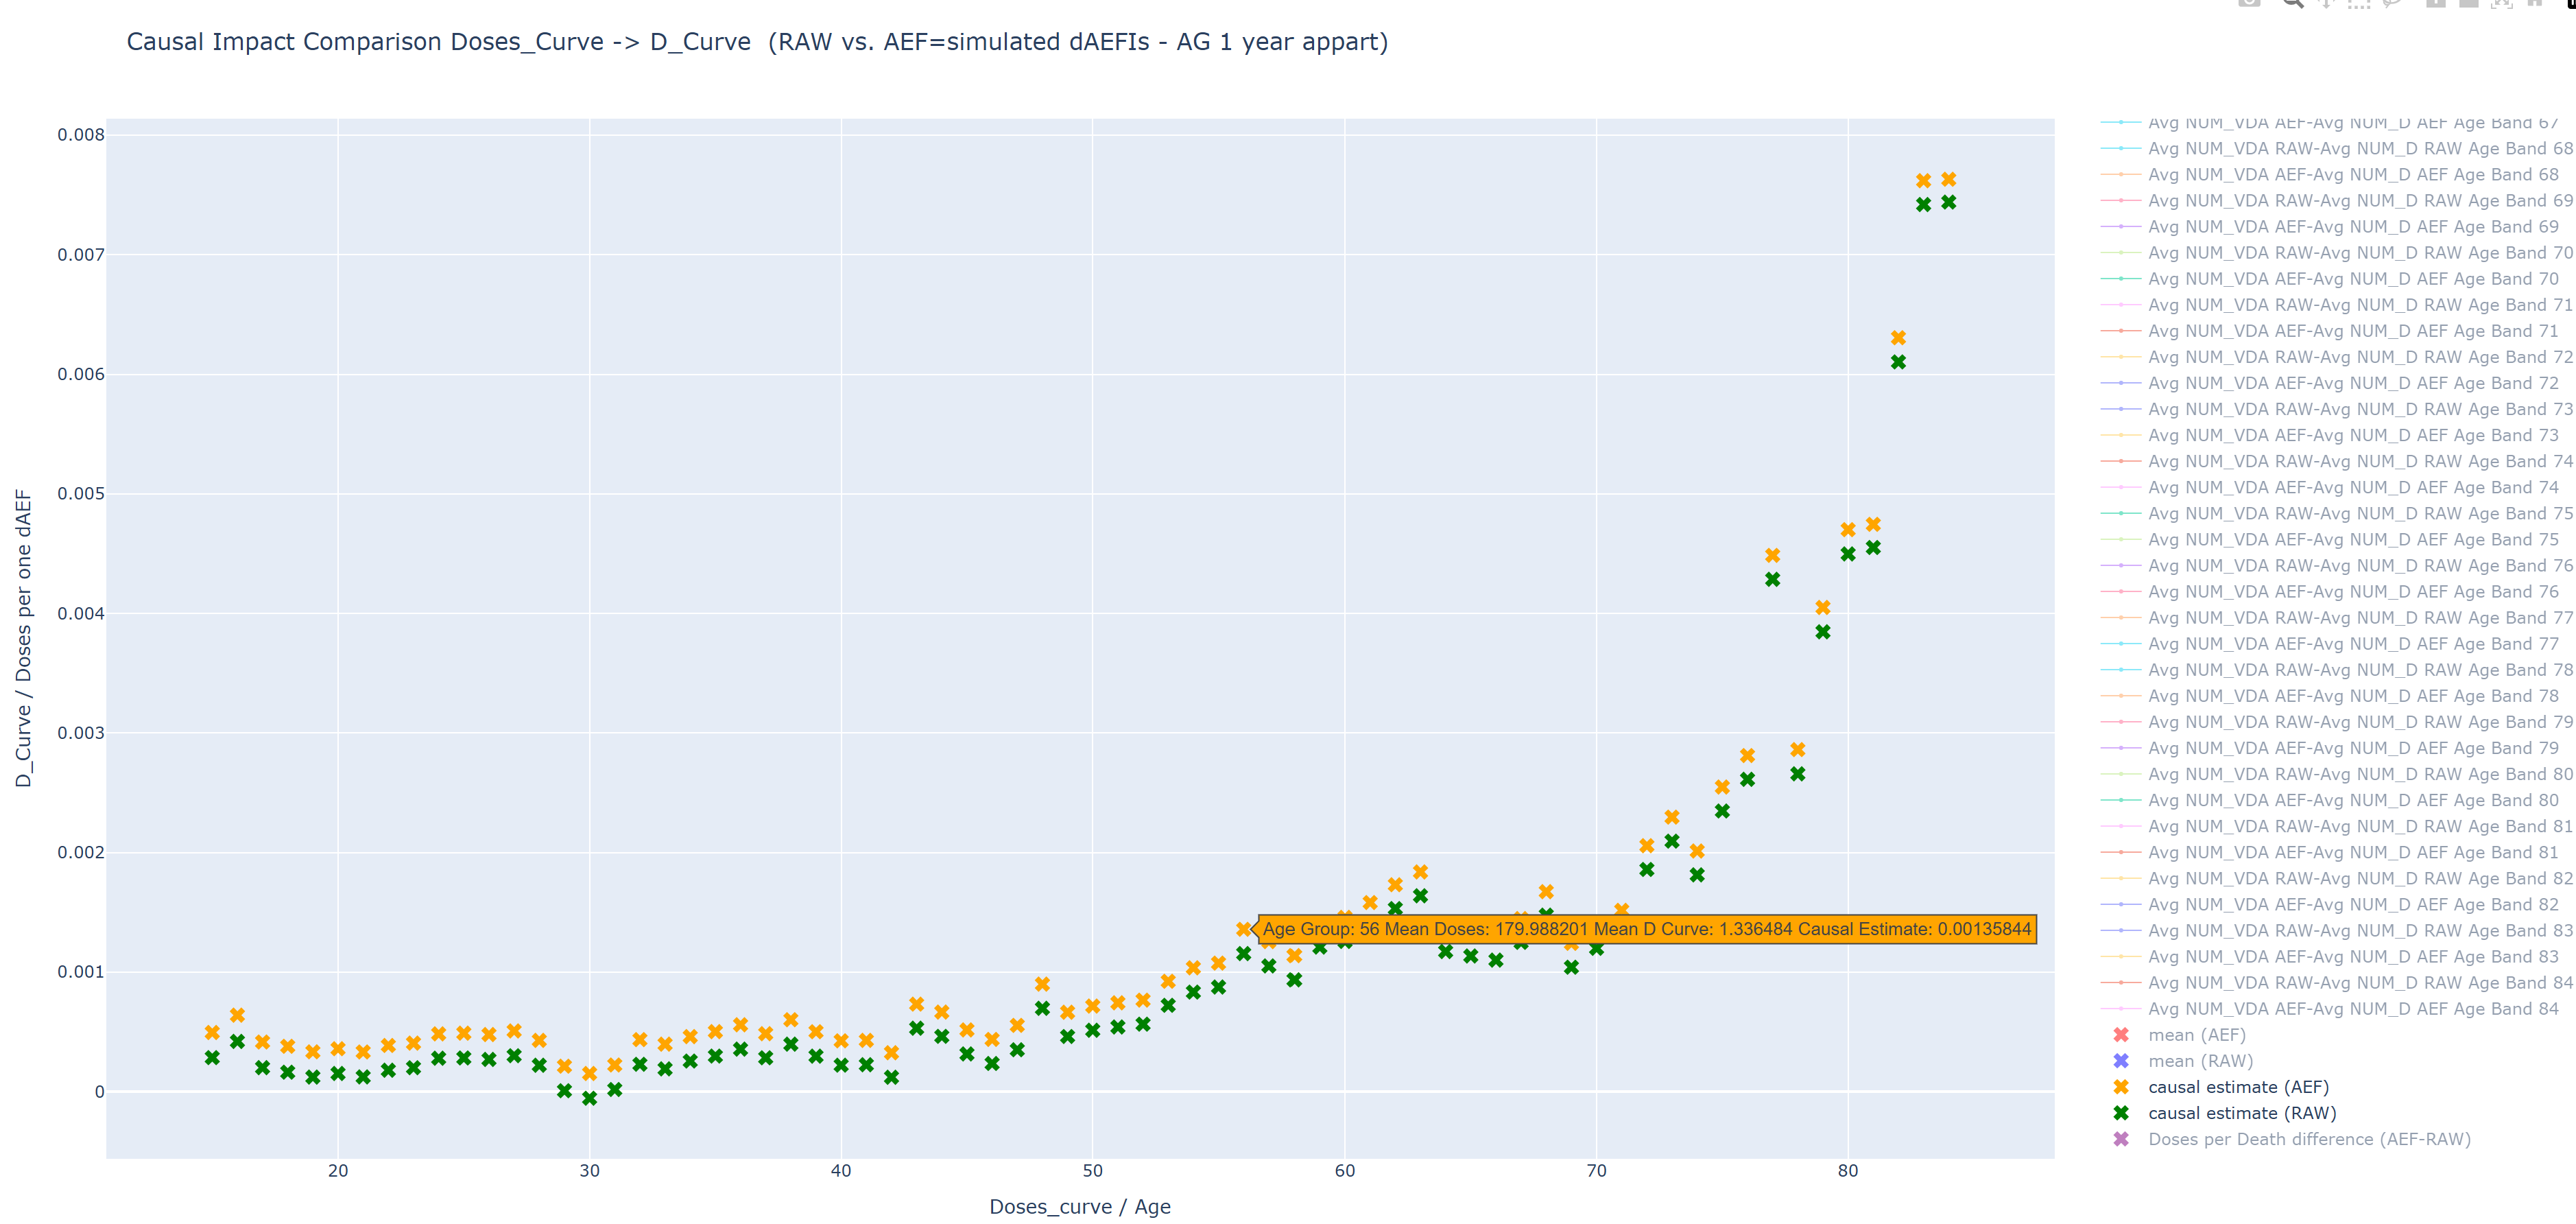 Causal Impact Comparison Doses_Curve -> D_Curve (RAW vs. AEF=simulated dAEFIs - AG 1 year appart)
D_Curve / Doses per one dAEF
0.008
0.007
0.006
0.005
0.004
0.003
0.002
0.001
0
20
30
40
50
60
70
80
Doses_curve / Age
Age Group: 56 Mean Doses: 179.988201 Mean D Curve: 1.336484 Causal Estimate: 0.00135844
Avg NUM_VDA AEF-Avg NUM_D AEF Age Band 67
Avg NUM_VDA RAW-Avg NUM_D RAW Age Band 68
Avg NUM_VDA AEF-Avg NUM_D AEF Age Band 68
Avg NUM_VDA RAW-Avg NUM_D RAW Age Band 69
Avg NUM_VDA AEF-Avg NUM_D AEF Age Band 69
Avg NUM_VDA RAW-Avg NUM_D RAW Age Band 70
Avg NUM_VDA AEF-Avg NUM_D AEF Age Band 70
Avg NUM_VDA RAW-Avg NUM_D RAW Age Band 71
Avg NUM_VDA AEF-Avg NUM_D AEF Age Band 71
Avg NUM_VDA RAW-Avg NUM_D RAW Age Band 72
Avg NUM_VDA AEF-Avg NUM_D AEF Age Band 72
Avg NUM_VDA RAW-Avg NUM_D RAW Age Band 73
Avg NUM_VDA AEF-Avg NUM_D AEF Age Band 73
Avg NUM_VDA RAW-Avg NUM_D RAW Age Band 74
Avg NUM_VDA AEF-Avg NUM_D AEF Age Band 74
Avg NUM_VDA RAW-Avg NUM_D RAW Age Band 75
Avg NUM_VDA AEF-Avg NUM_D AEF Age Band 75
Avg NUM_VDA RAW-Avg NUM_D RAW Age Band 76
Avg NUM_VDA AEF-Avg NUM_D AEF Age Band 76
Avg NUM_VDA RAW-Avg NUM_D RAW Age Band 77
Avg NUM_VDA AEF-Avg NUM_D AEF Age Band 77
Avg NUM_VDA RAW-Avg NUM_D RAW Age Band 78
Avg NUM_VDA AEF-Avg NUM_D AEF Age Band 78
Avg NUM_VDA RAW-Avg NUM_D RAW Age Band 79
Avg NUM_VDA AEF-Avg NUM_D AEF Age Band 79
Avg NUM_VDA RAW-Avg NUM_D RAW Age Band 80
Avg NUM_VDA AEF-Avg NUM_D AEF Age Band 80
Avg NUM_VDA RAW-Avg NUM_D RAW Age Band 81
Avg NUM_VDA AEF-Avg NUM_D AEF Age Band 81
Avg NUM_VDA RAW-Avg NUM_D RAW Age Band 82
Avg NUM_VDA AEF-Avg NUM_D AEF Age Band 82
Avg NUM_VDA RAW-Avg NUM_D RAW Age Band 83
Avg NUM_VDA AEF-Avg NUM_D AEF Age Band 83
Avg NUM_VDA RAW-Avg NUM_D RAW Age Band 84
Avg NUM_VDA AEF-Avg NUM_D AEF Age Band 84
mean (AEF)
mean (RAW)
causal estimate (AEF)
causal estimate (RAW)
Doses per Death difference (AEF-RAW)